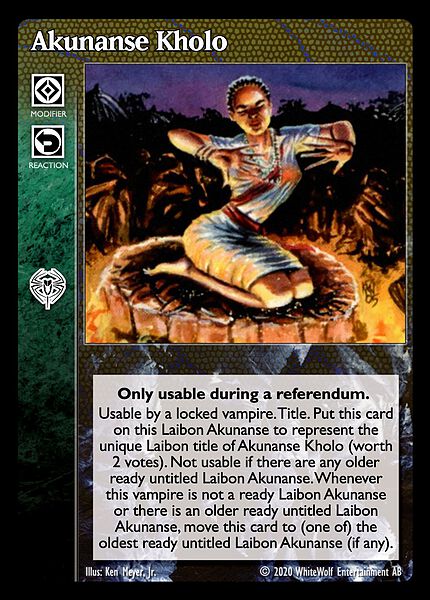 Akunanse Kholo
MODIFIER
REACTION
Only usable during a referendum.
Usable by a locked vampire. Title. Put this card
on this Laibon Akunanse to represent the
unique Laibon title of Akunanse Kholo (worth
2 votes). Not usable if there are any older
ready untitled Laibon Akunanse. Whenever
this vampire is not a ready Laibon Akunanse
or there is an older ready untitled Laibon
Akunanse, move this card to (one of) the
oldest ready untitled Laibon Akunanse (if any).
Illus: Ken Meyer, Jr.
© 2020 WhiteWolf Entertainment AB